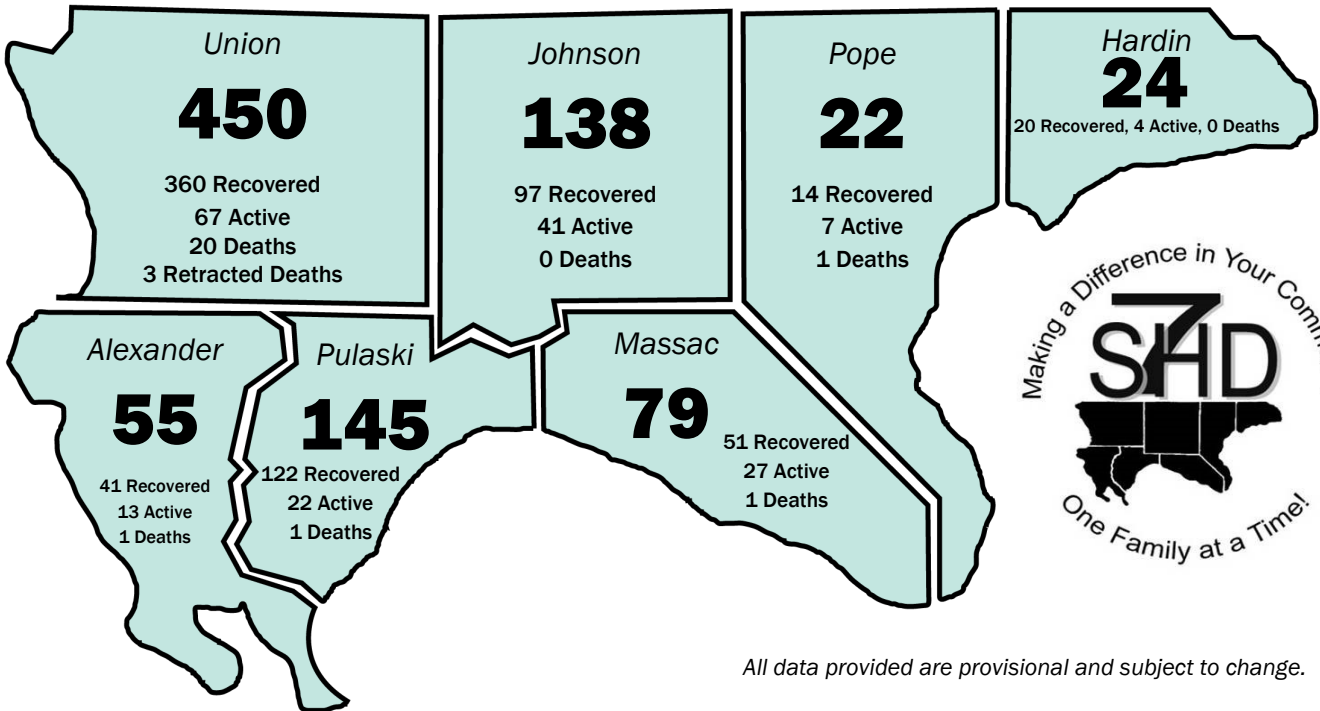 Union
450
360 Recovered
67 Active
20 Deaths
3 Retracted Deaths
Johnson
138
97 Recovered
41 Active
0 Deaths
Pope
22
14 Recovered
7 Active
1 Deaths
Hardin
24
20 Recovered, 4 Active, 0 Deaths
Alexander
55
41 Recovered
13 Active
1 Deaths
Pulaski
145
122 Recovered
22 Active
1 Deaths
Massac
79
51 Recovered
27 Active
1 Deaths
Making a Difference in Your
S7HD
One Family at a Time!
All data provided are provisional and subject to change.